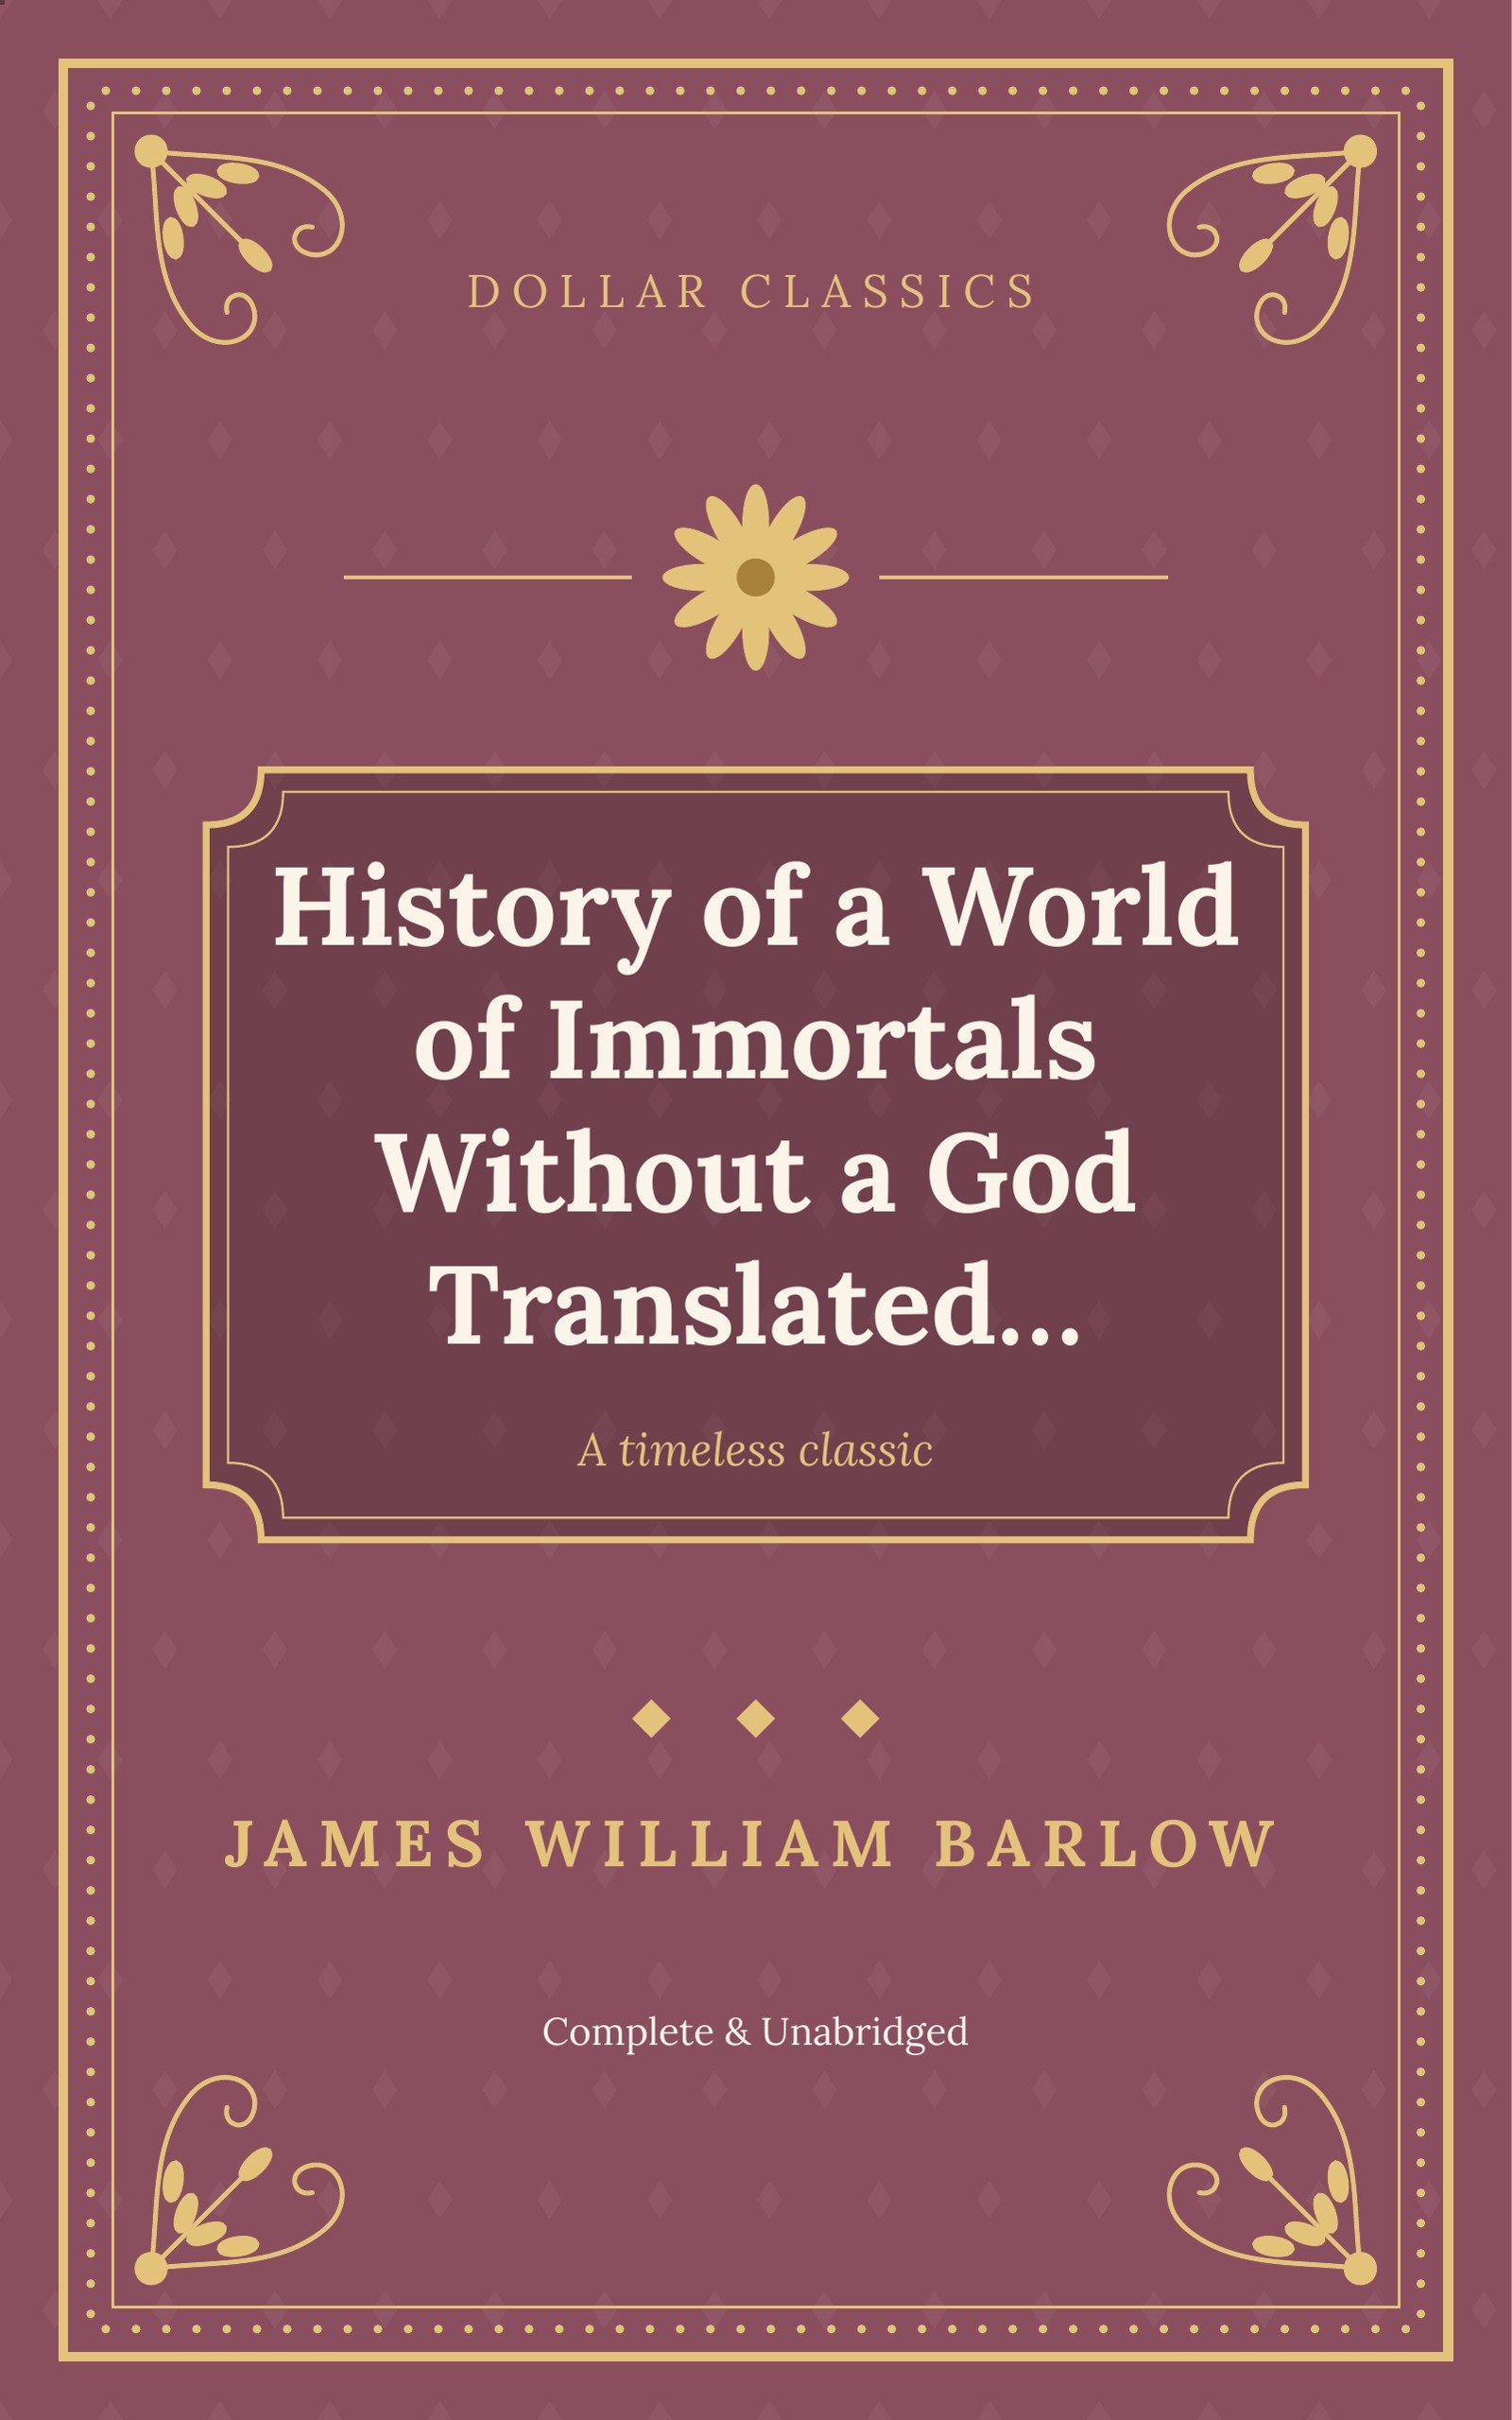 DOLLAR CLASSICS
History of a World
of Immortals
Without a God
Translated...
A timeless classic
JAMES WILLIAM BARLOW
Complete & Unabridged